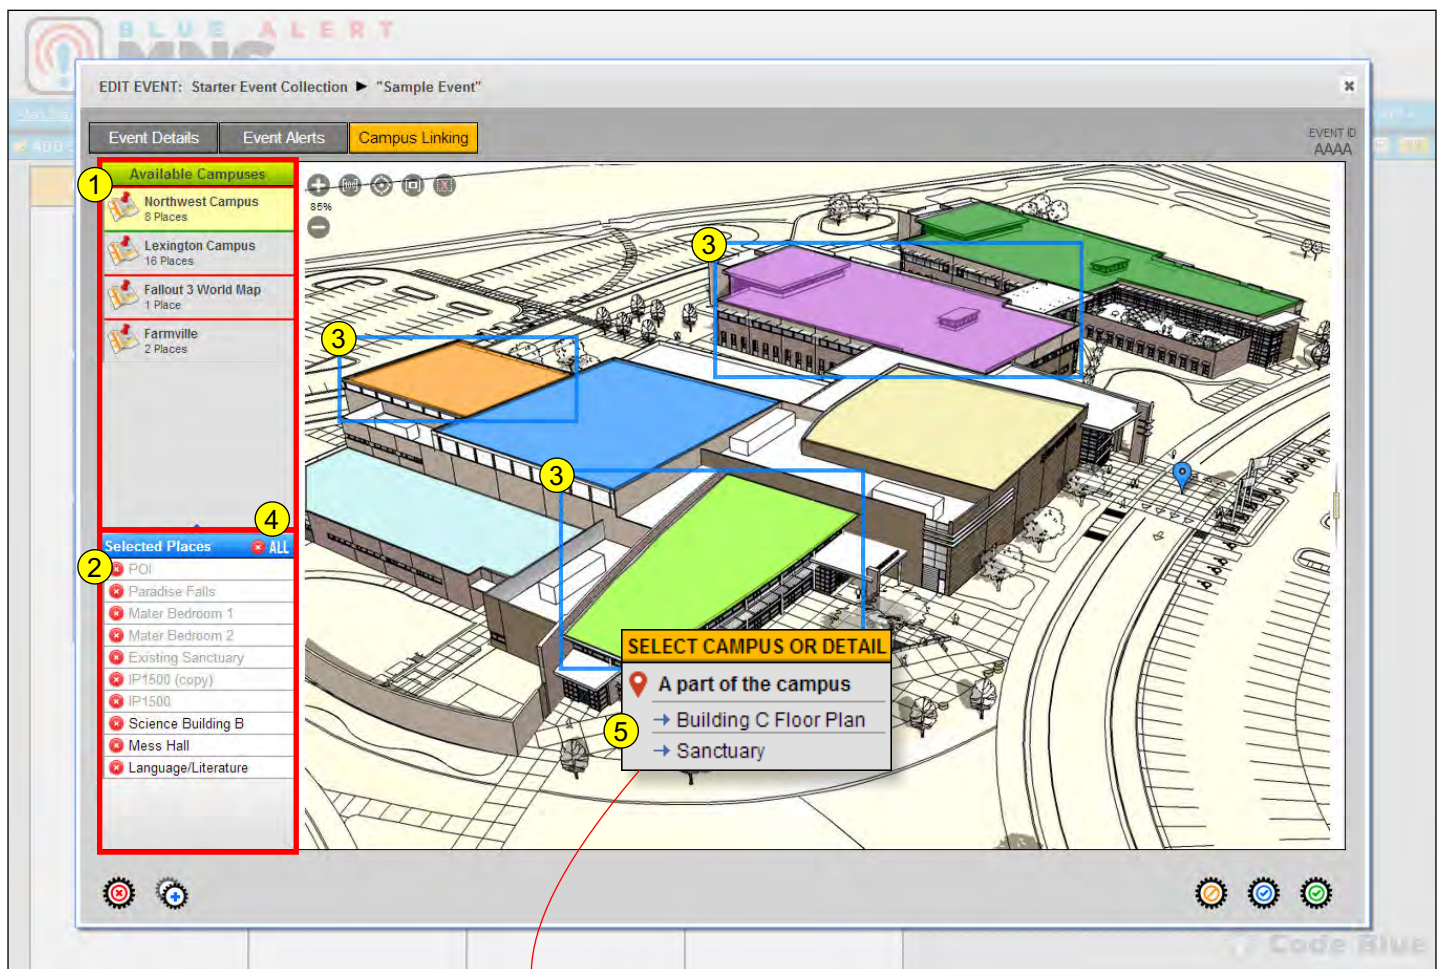 BLUE ALERT
MNS
EDIT EVENT: Starter Event Collection ▶ "Sample Event"
Event Details
Event Alerts
Campus Linking
EVENT ID
AAAA
1
Available Campuses
Northwest Campus
8 Places
Lexington Campus
16 Places
Fallout 3 World Map
1 Place
Farmville
2 Places
85%
3
3
3
4
Selected Places
ALL
2
POI
Paradise Falls
Mater Bedroom 1
Mater Bedroom 2
Existing Sanctuary
IP1500 (copy)
IP1500
Science Building B
Mess Hall
Language/Literature
SELECT CAMPUS OR DETAIL
A part of the campus
5
Building C Floor Plan
Sanctuary
Code Blue